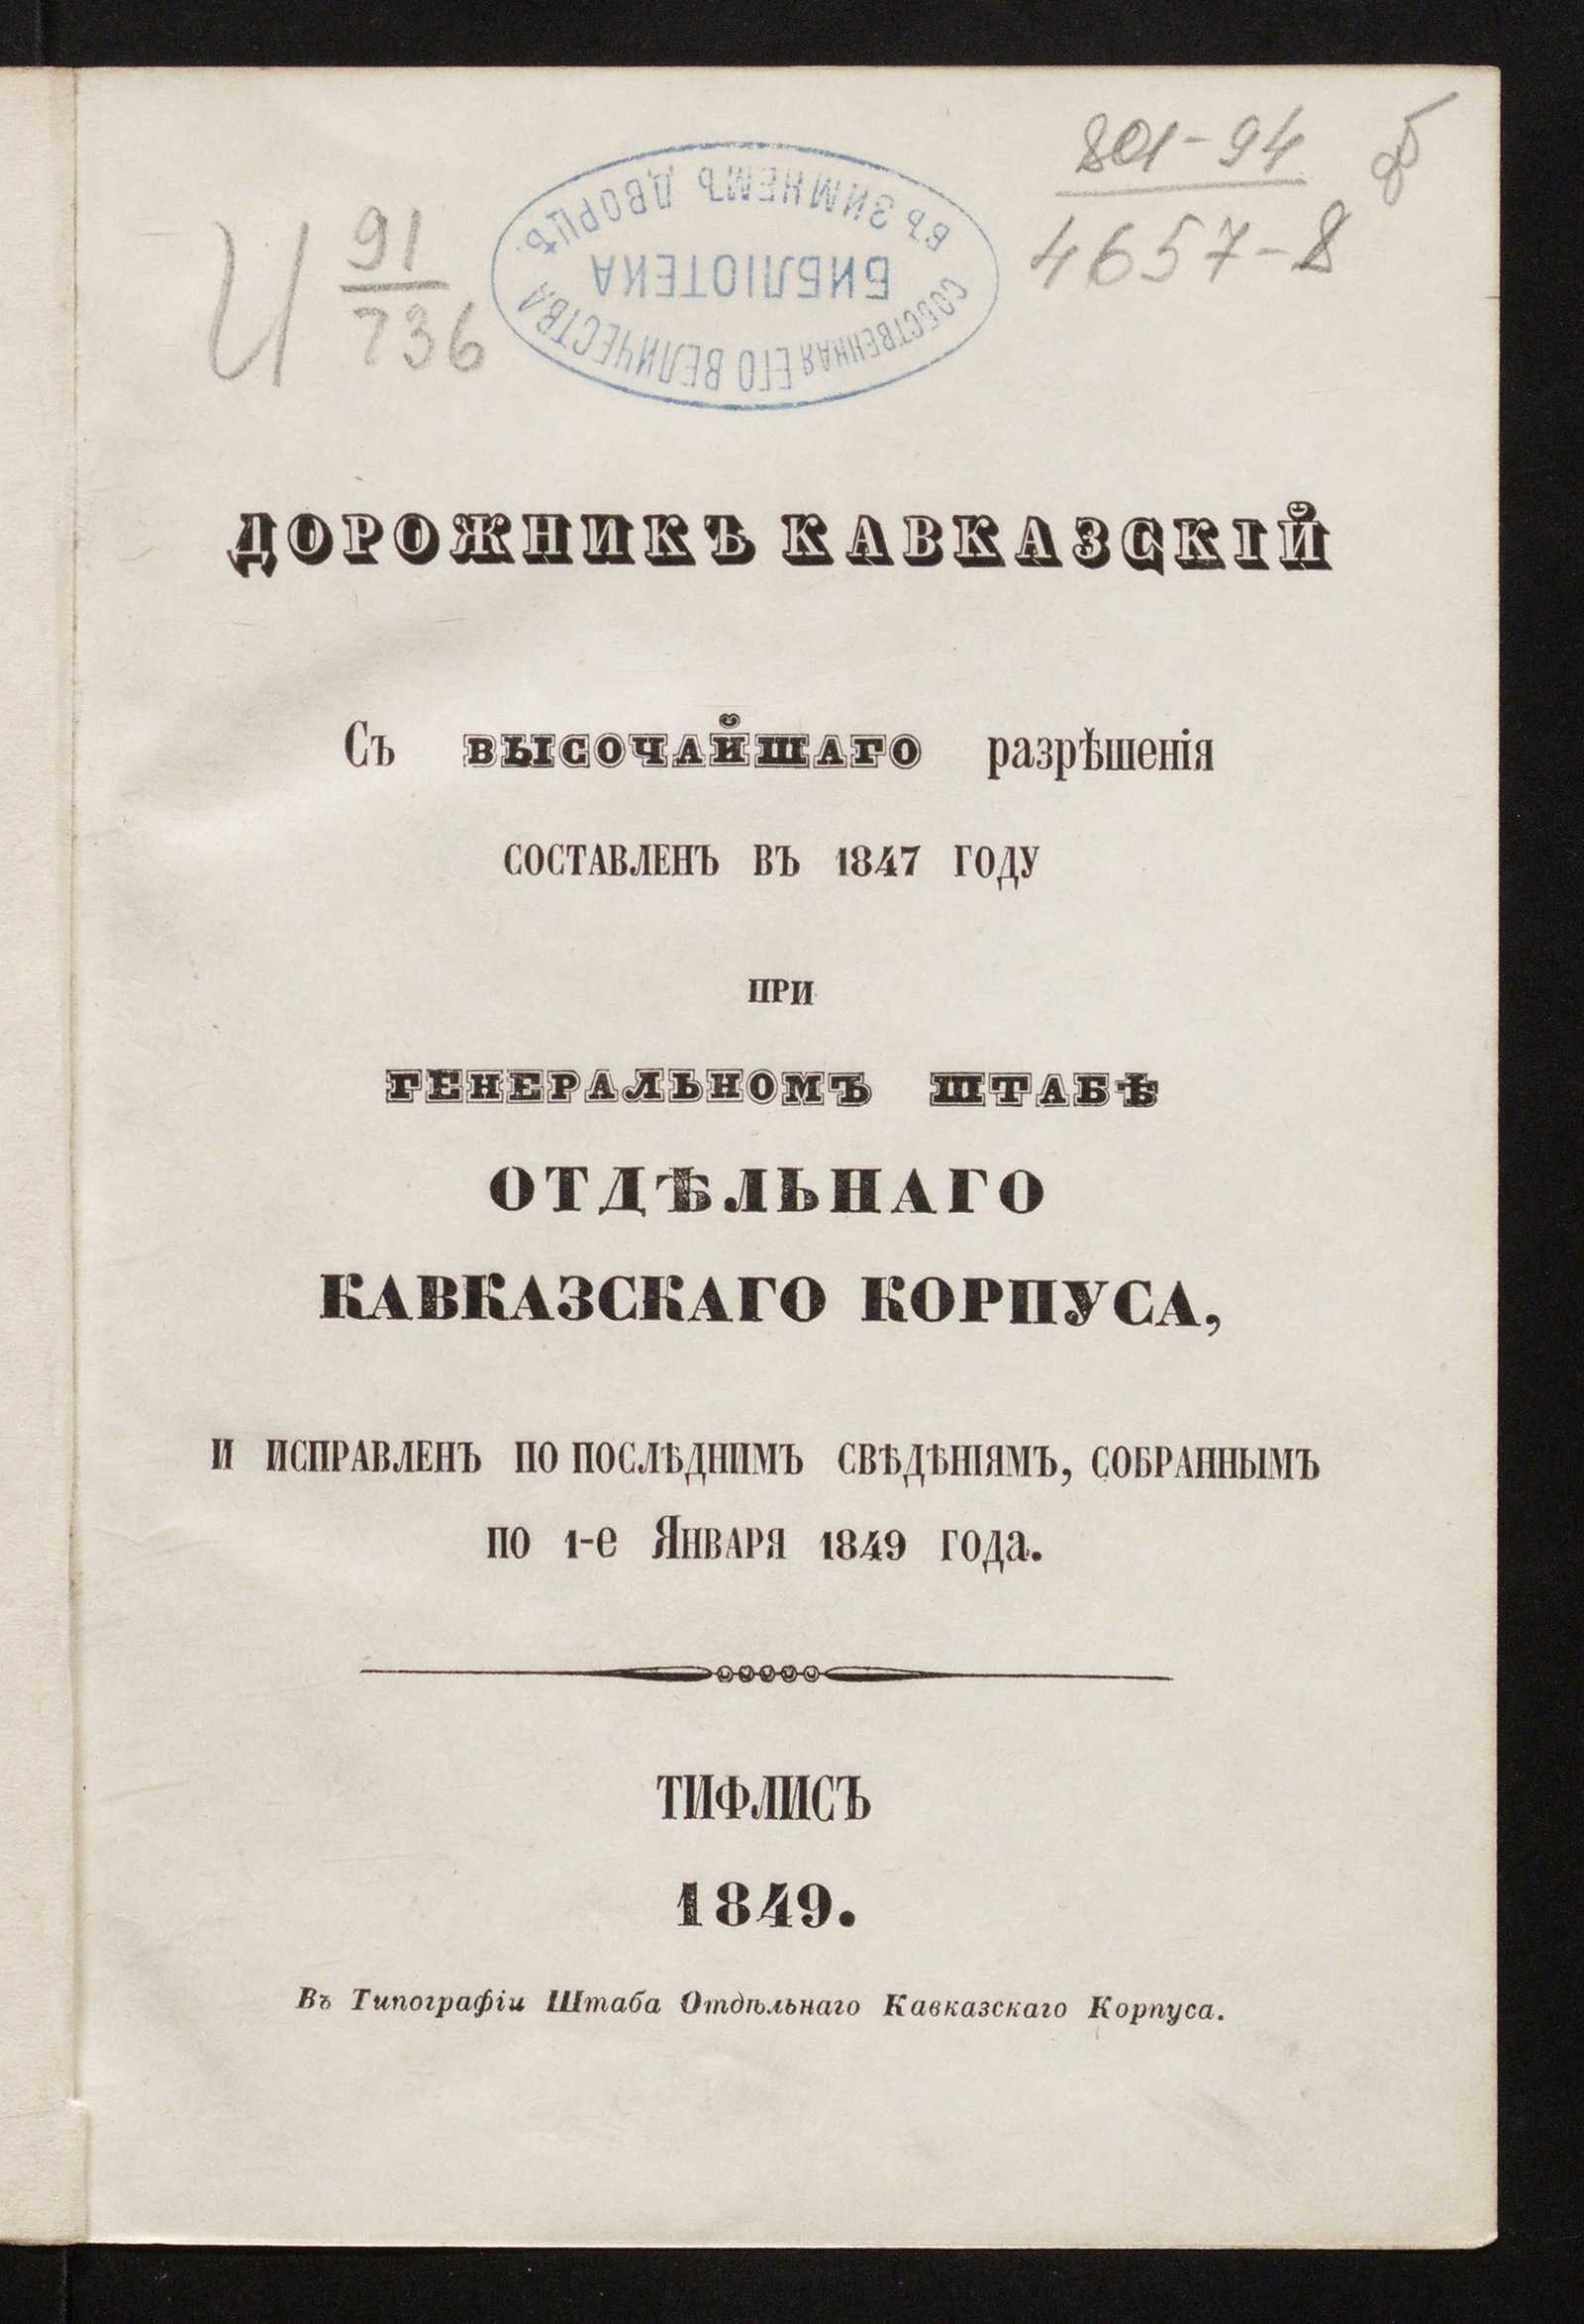 И 91
736
801-94
4657-8
СОБСТВЕННАЯ ЕГО ВЕЛИЧЕСТВА
БИБЛІОТЕКА
ВЪ ЗИМНЕМЪ ДВОРЦѢ.
ДОРОЖНИКЪ КАВКАЗСКІЙ
Съ ВЫСОЧАЙШАГО разрѣшенія
СОСТАВЛЕНЪ ВЪ 1847 ГОДУ
ПРИ
ГЕНЕРАЛЬНОМЪ ШТАБѢ
ОТДѢЛЬНАГО
КАВКАЗСКАГО КОРПУСА,
И ИСПРАВЛЕНЪ ПО ПОСЛѢДНИМЪ СВѢДѢНІЯМЪ, СОБРАННЫМЪ
ПО 1-е ЯНВАРЯ 1849 года.
ТИФЛИСЪ
1849.
Въ Типографіи Штаба Отдѣльнаго Кавказскаго Корпуса.